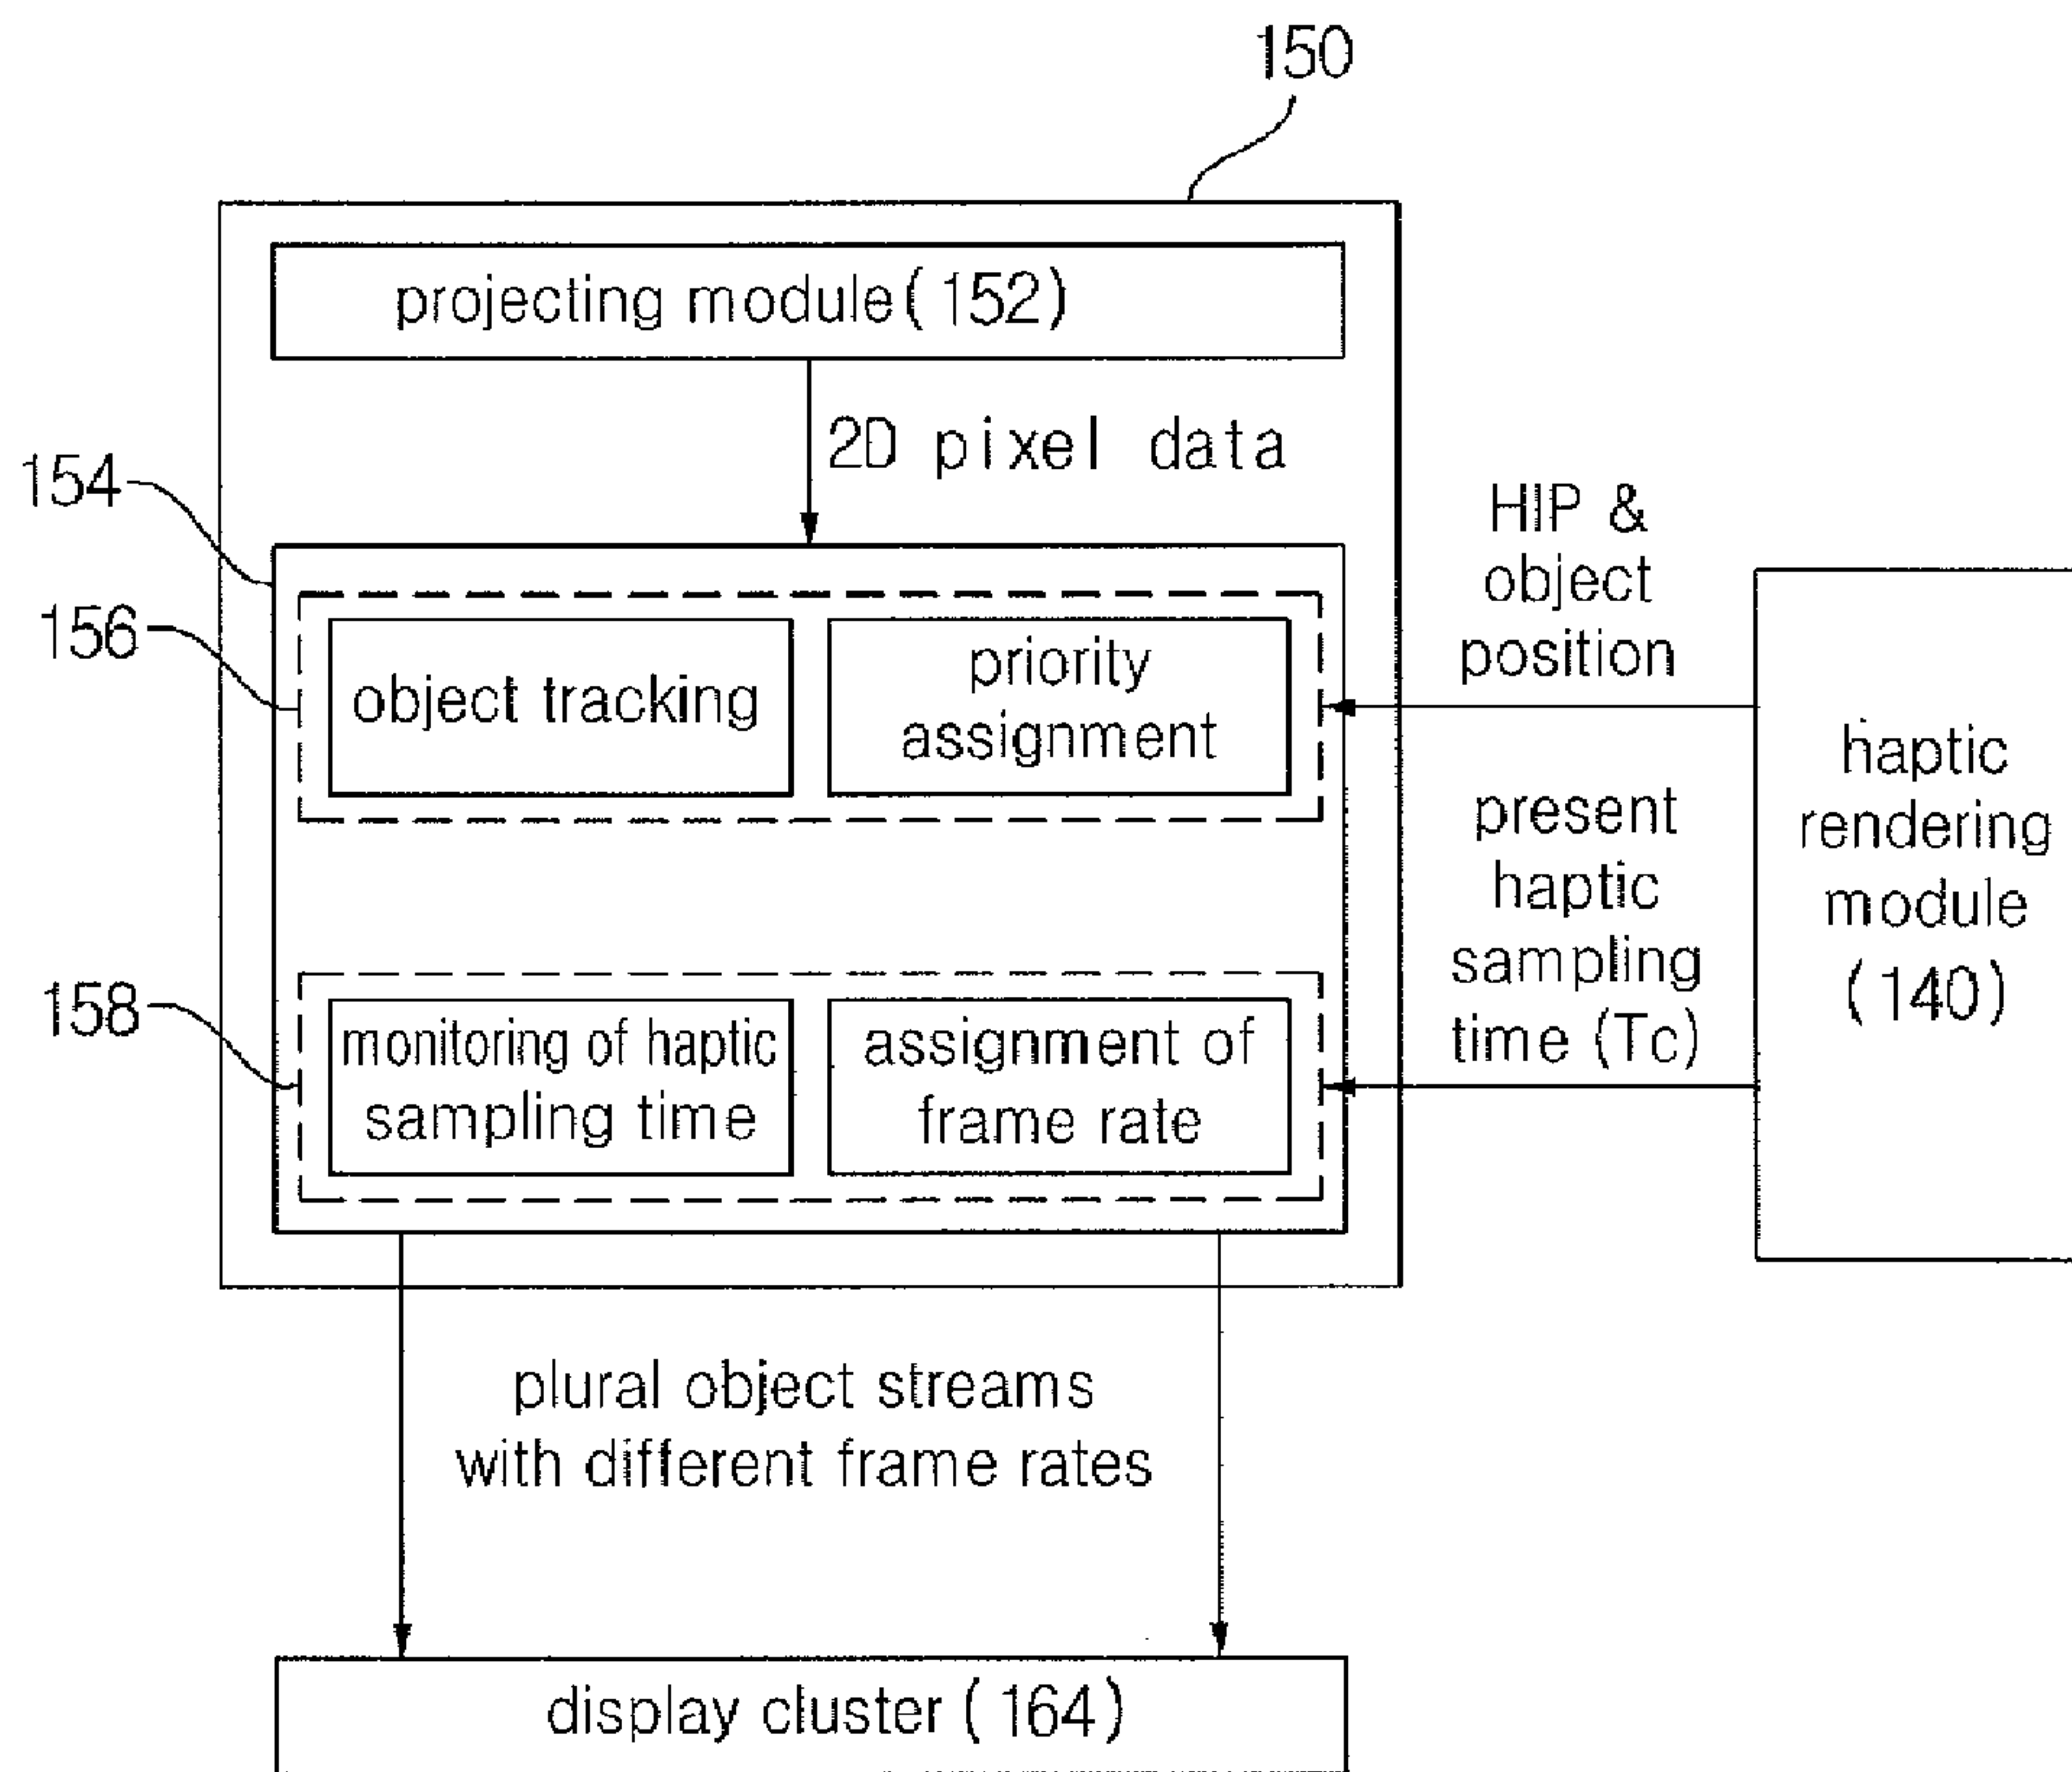 150
projecting module(152)
2D pixel data
154
HIP &
object
position
156
object tracking
priority
assignment
haptic
rendering
module
(140)
present
haptic
sampling
time (Tc)
158
monitoring of haptic
sampling time
assignment of
frame rate
plural object streams
with different frame rates
display cluster(164)